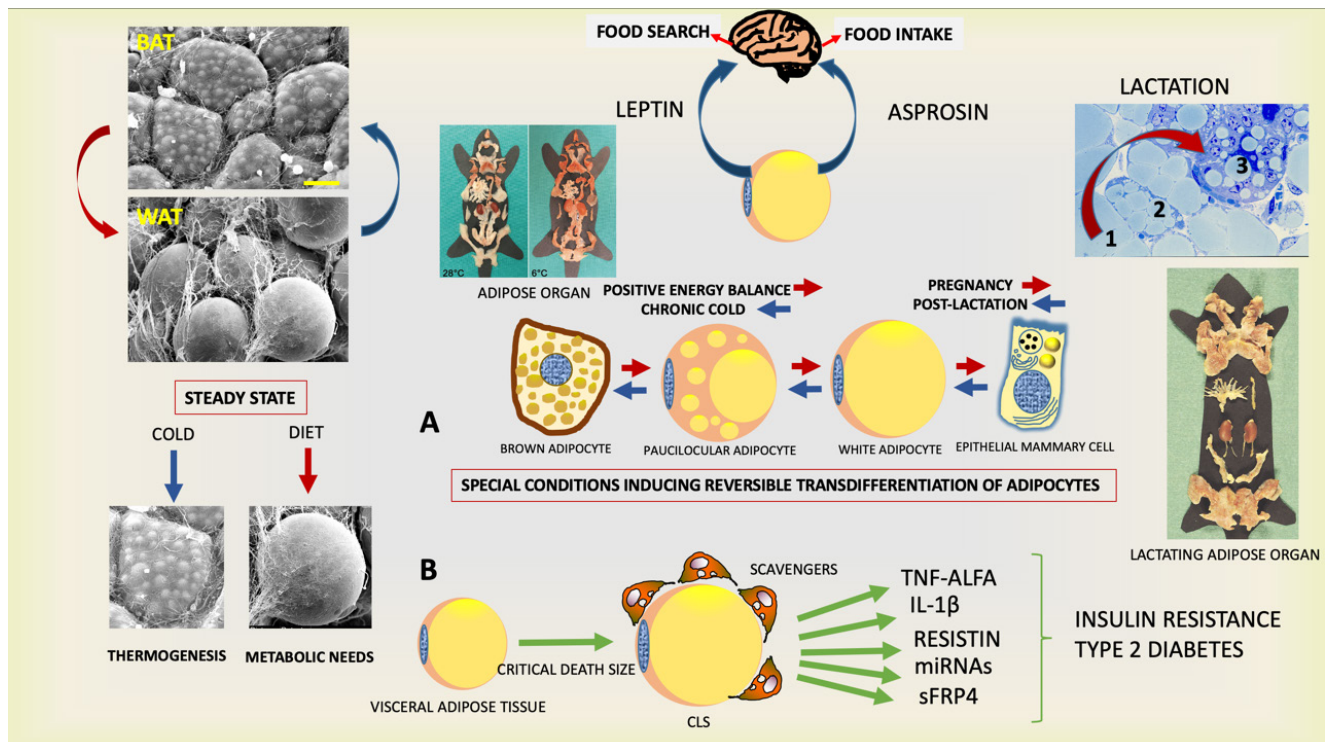 BAT
WAT
STEADY STATE
COLD
DIET
THERMOGENESIS
METABOLIC NEEDS
FOOD SEARCH
FOOD INTAKE
LEPTIN
ASPROSIN
28°C
6°C
ADIPOSE ORGAN
LACTATION
1
2
3
POSITIVE ENERGY BALANCE
CHRONIC COLD
PREGNANCY
POST-LACTATION
A
BROWN ADIPOCYTE
PAUCILOCULAR ADIPOCYTE
WHITE ADIPOCYTE
EPITHELIAL MAMMARY CELL
SPECIAL CONDITIONS INDUCING REVERSIBLE TRANSDIFFERENTIATION OF ADIPOCYTES
LACTATING ADIPOSE ORGAN
B
VISCERAL ADIPOSE TISSUE
CRITICAL DEATH SIZE
SCAVENGERS
CLS
TNF-ALFA
IL-1β
RESISTIN
miRNAs
sFRP4
INSULIN RESISTANCE
TYPE 2 DIABETES